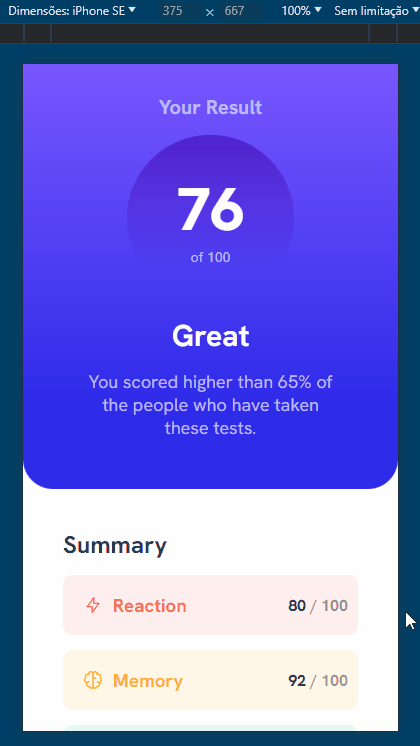 Dimensões: iPhone SE 375 × 667 100% Sem limitação
Your Result
76
of 100
Great
You scored higher than 65% of
the people who have taken
these tests.
Summary
Reaction 80 / 100
Memory 92 / 100